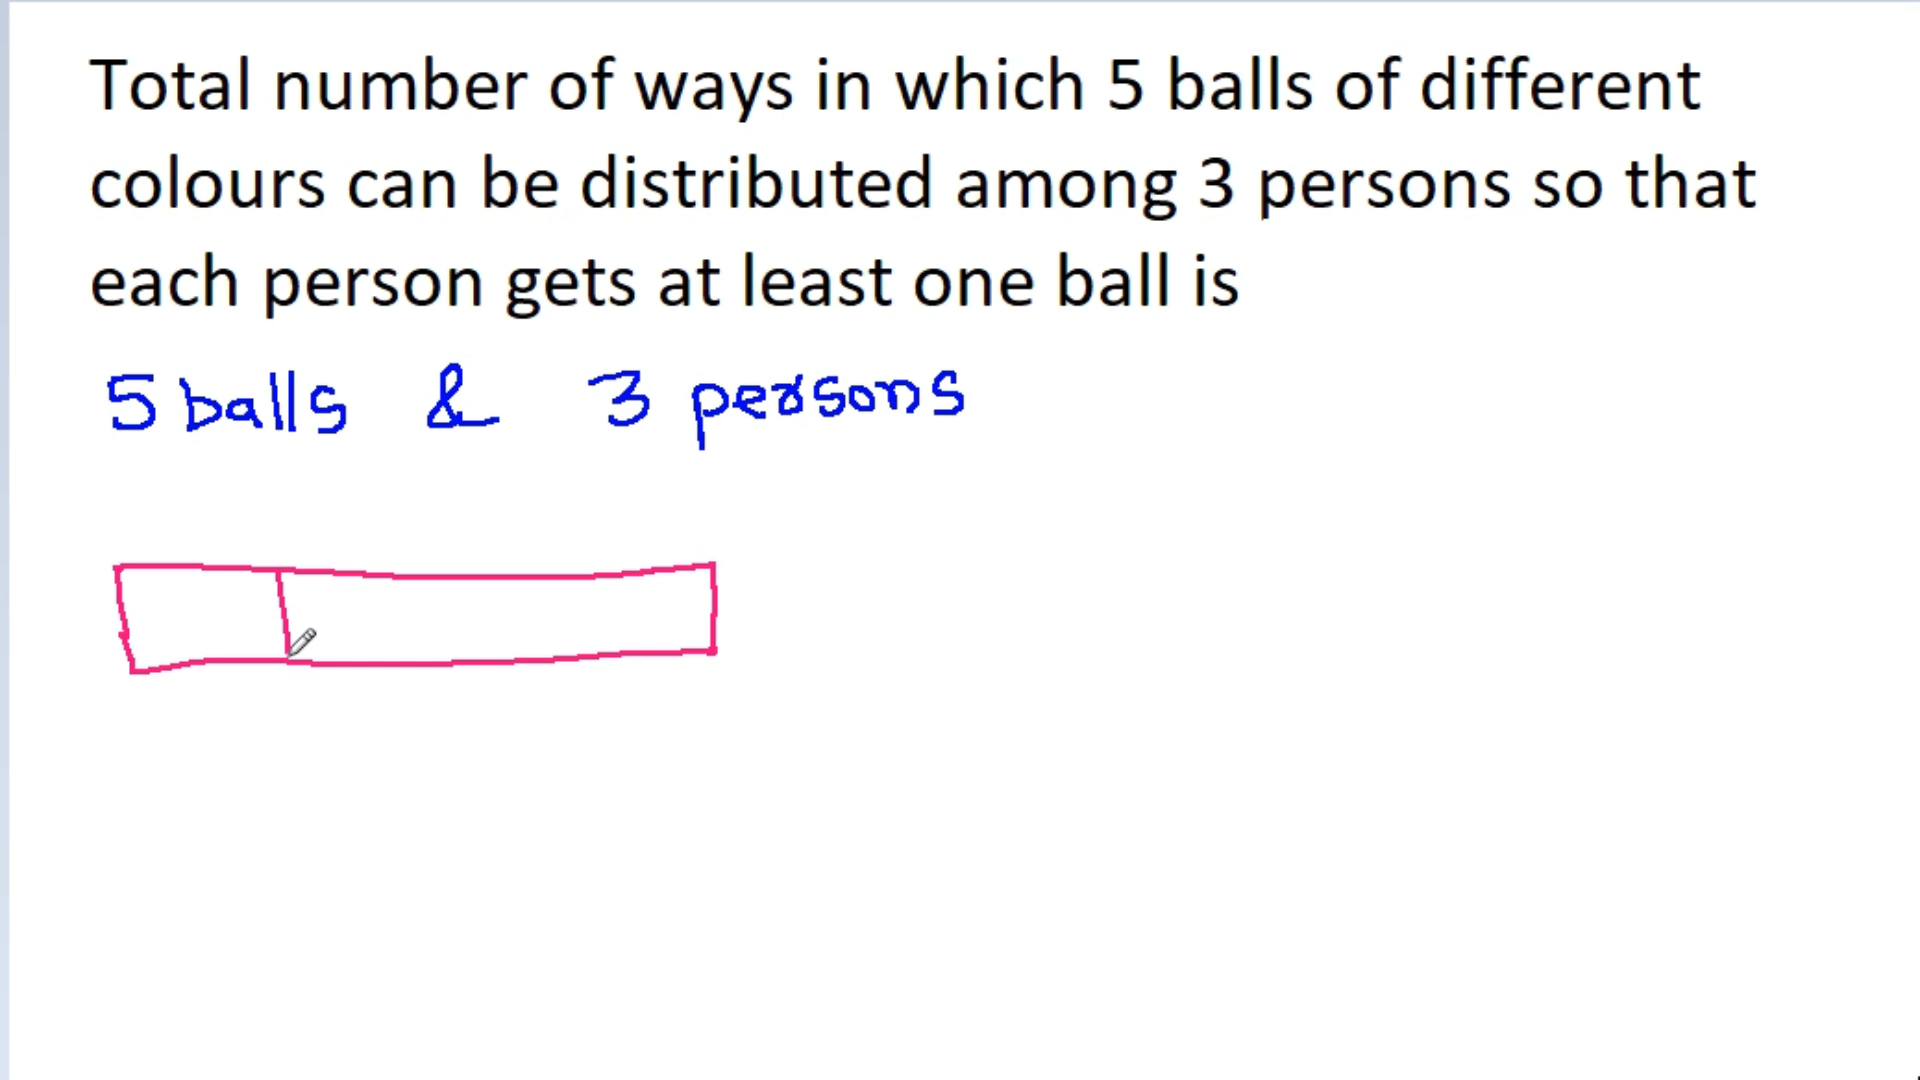 Total number of ways in which 5 balls of different
colours can be distributed among 3 persons so that
each person gets at least one ball is
5 balls & 3 persons